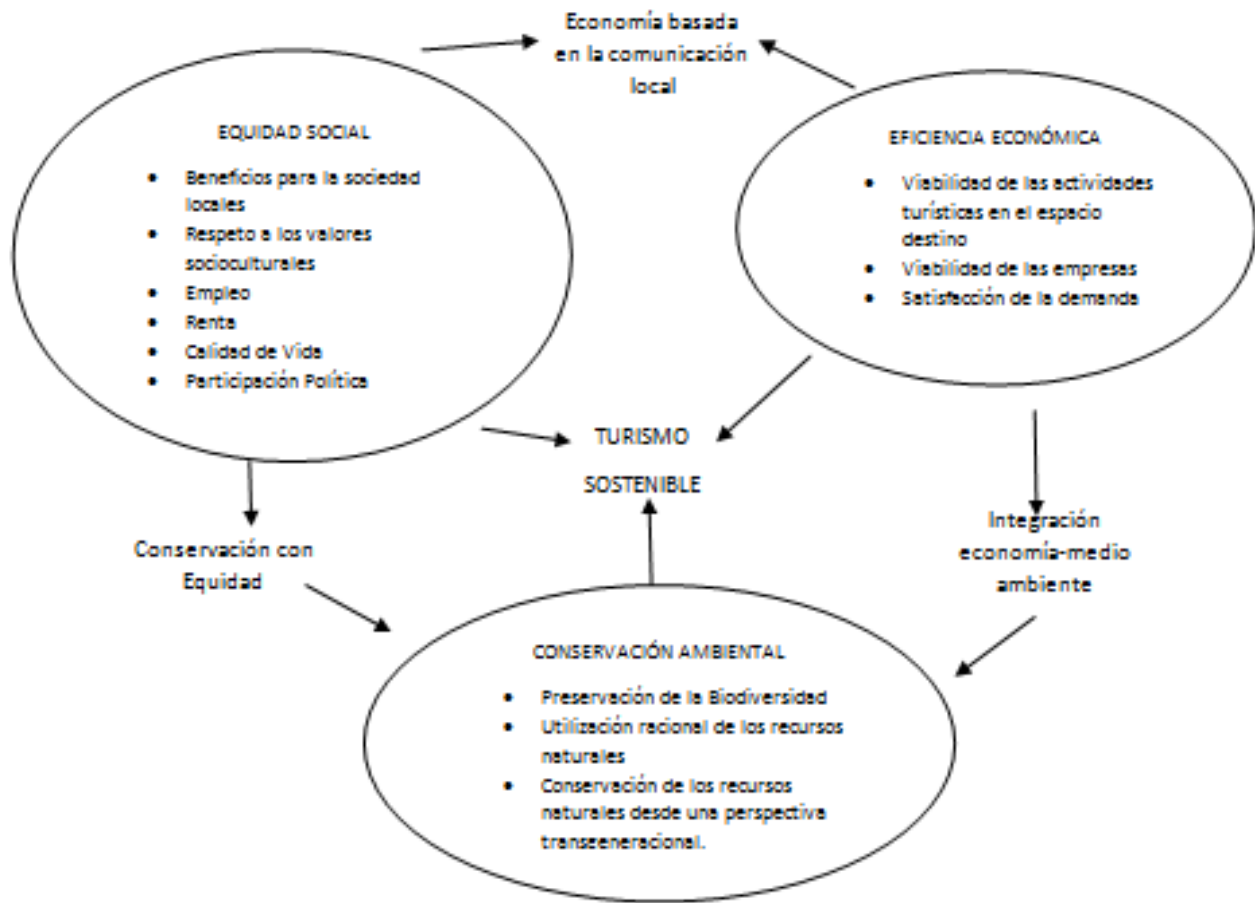 Economía basada
en la comunicación
local
EQUIDAD SOCIAL
• Beneficios para la sociedad
locales
• Respeto a los valores
socioculturales
• Empleo
• Renta
• Calidad de Vida
• Participación Política
EFICIENCIA ECONÓMICA
• Viabilidad de las actividades
turísticas en el espacio
destino
• Viabilidad de las empresas
• Satisfacción de la demanda
TURISMO
SOSTENIBLE
Conservación con
Equidad
Integración
economía-medio
ambiente
CONSERVACIÓN AMBIENTAL
• Preservación de la Biodiversidad
• Utilización racional de los recursos
naturales
• Conservación de los recursos
naturales desde una perspectiva
transgeneracional.